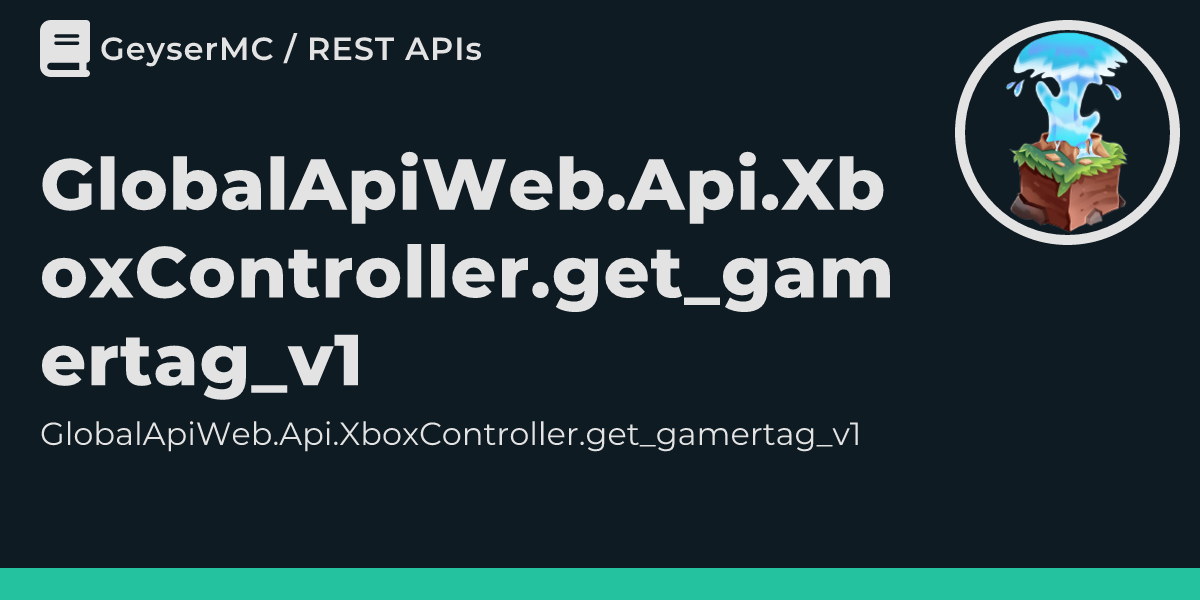 GeyserMC / REST APIs
GlobalApiWeb.Api.Xb
oxController.get_gam
ertag_v1
GlobalApiWeb.Api.XboxController.get_gamertag_v1